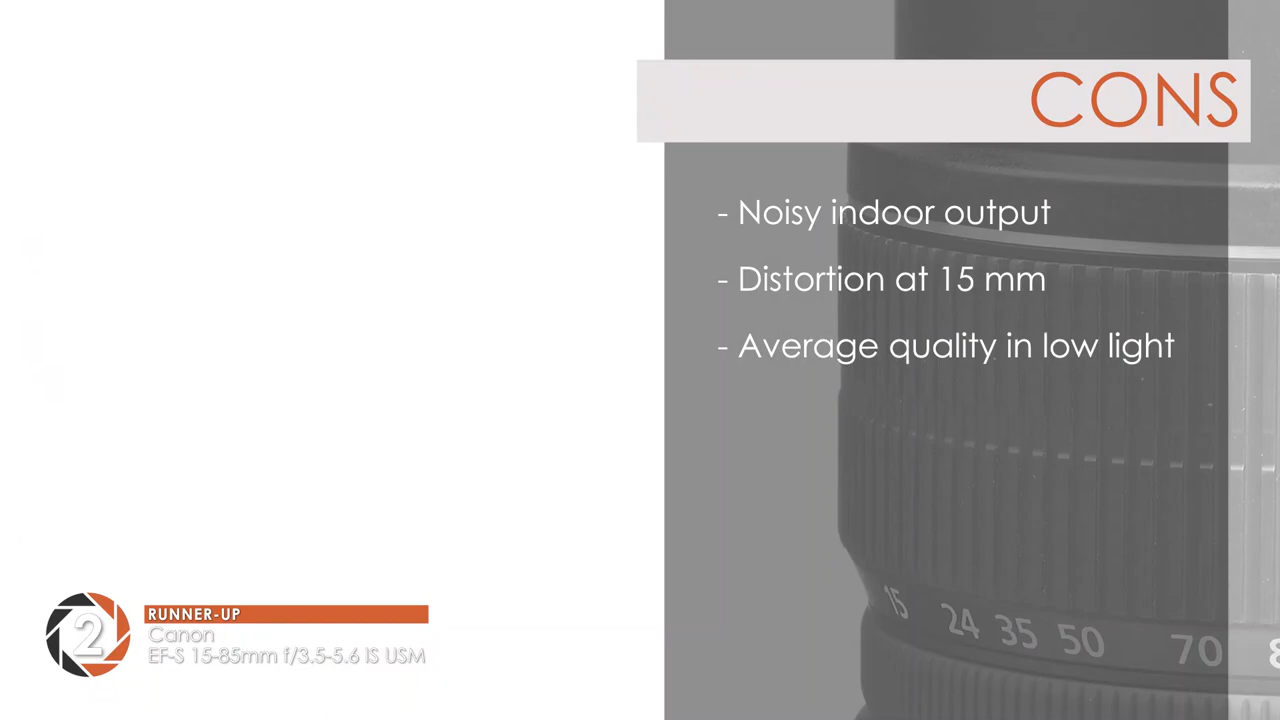 CONS
- Noisy indoor output
- Distortion at 15 mm
- Average quality in low light
15 24 35 50 70 8
2
RUNNER-UP
Canon
EF-S 15-85mm f/3.5-5.6 IS USM